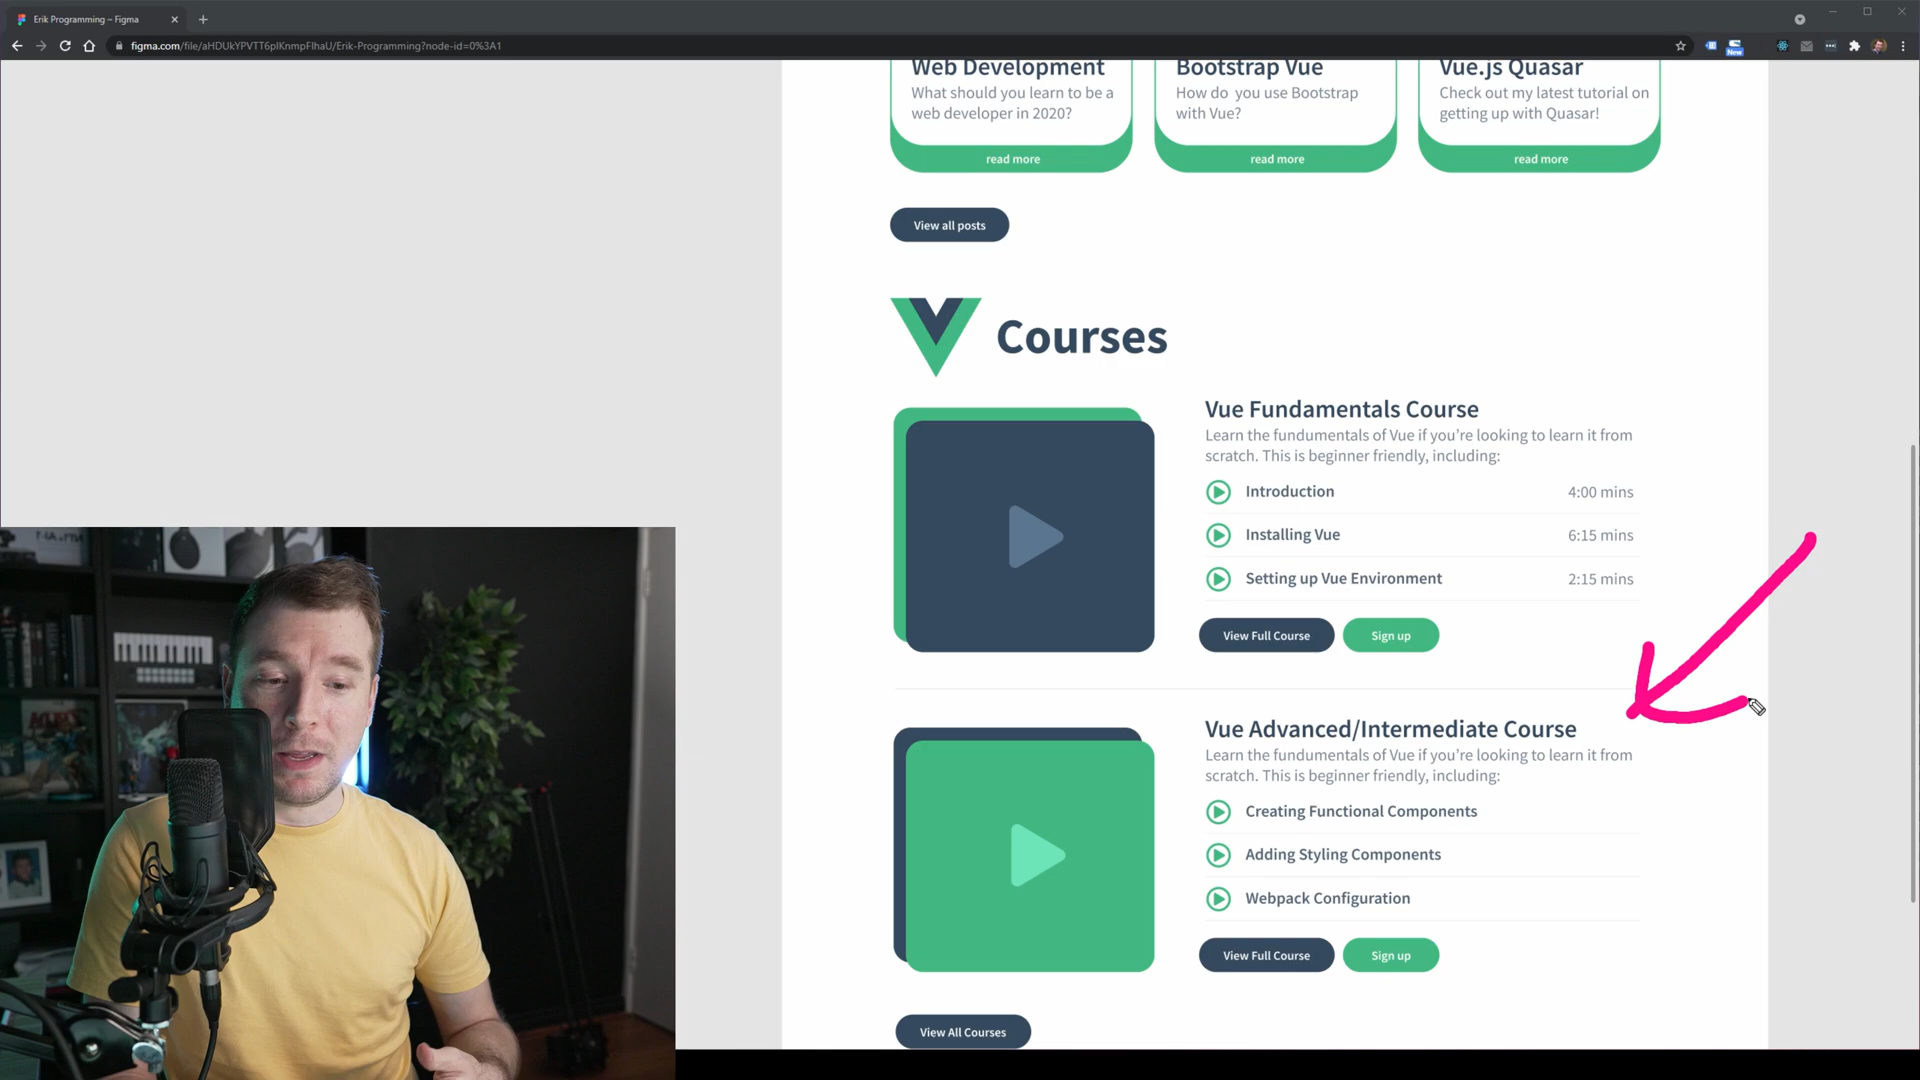 Erik Programming – Figma
figma.com/file/aHDUkYPVTT6pIKnmpFIhaU/Erik-Programming?node-id=0%3A1
New
Web Development
What should you learn to be a
web developer in 2020?
read more
Bootstrap Vue
How do you use Bootstrap
with Vue?
read more
Vue.js Quasar
Check out my latest tutorial on
getting up with Quasar!
read more
View all posts
Courses
Vue Fundamentals Course
Learn the fundumentals of Vue if you’re looking to learn it from
scratch. This is beginner friendly, including:
Introduction 4:00 mins
Installing Vue 6:15 mins
Setting up Vue Environment 2:15 mins
View Full Course
Sign up
Vue Advanced/Intermediate Course
Learn the fundumentals of Vue if you’re looking to learn it from
scratch. This is beginner friendly, including:
Creating Functional Components
Adding Styling Components
Webpack Configuration
View Full Course
Sign up
View All Courses